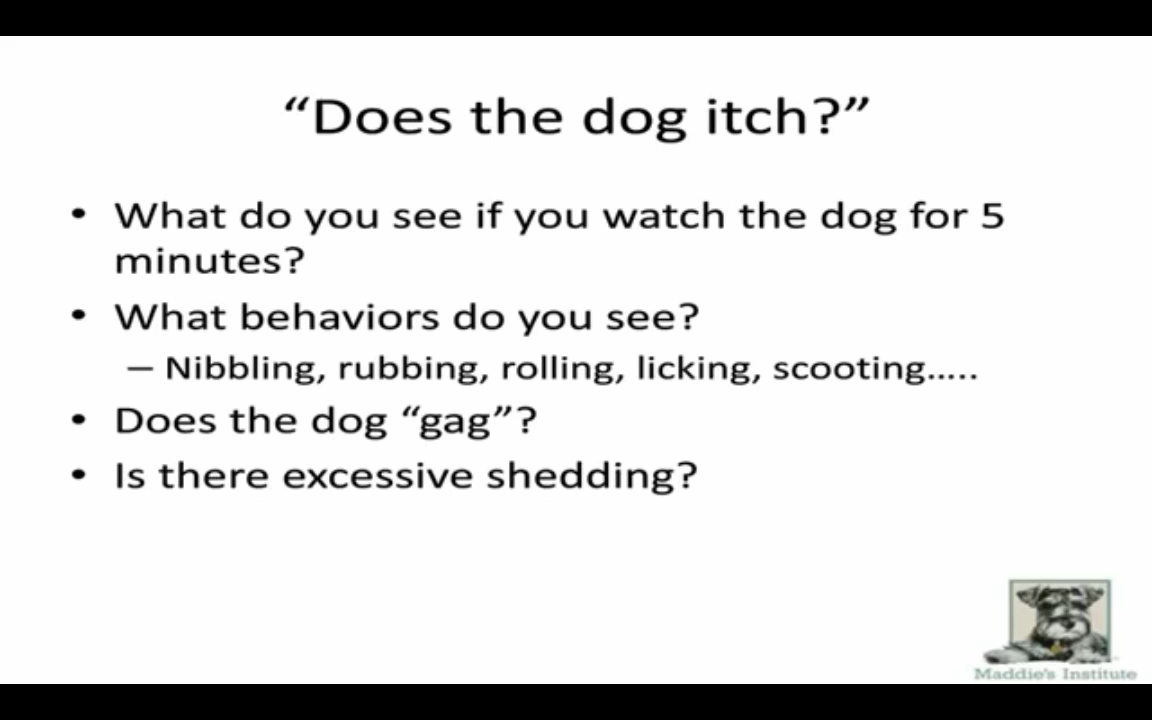 “Does the dog itch?”
• What do you see if you watch the dog for 5
minutes?
• What behaviors do you see?
– Nibbling, rubbing, rolling, licking, scooting…..
• Does the dog “gag”?
• Is there excessive shedding?
Maddie's Institute